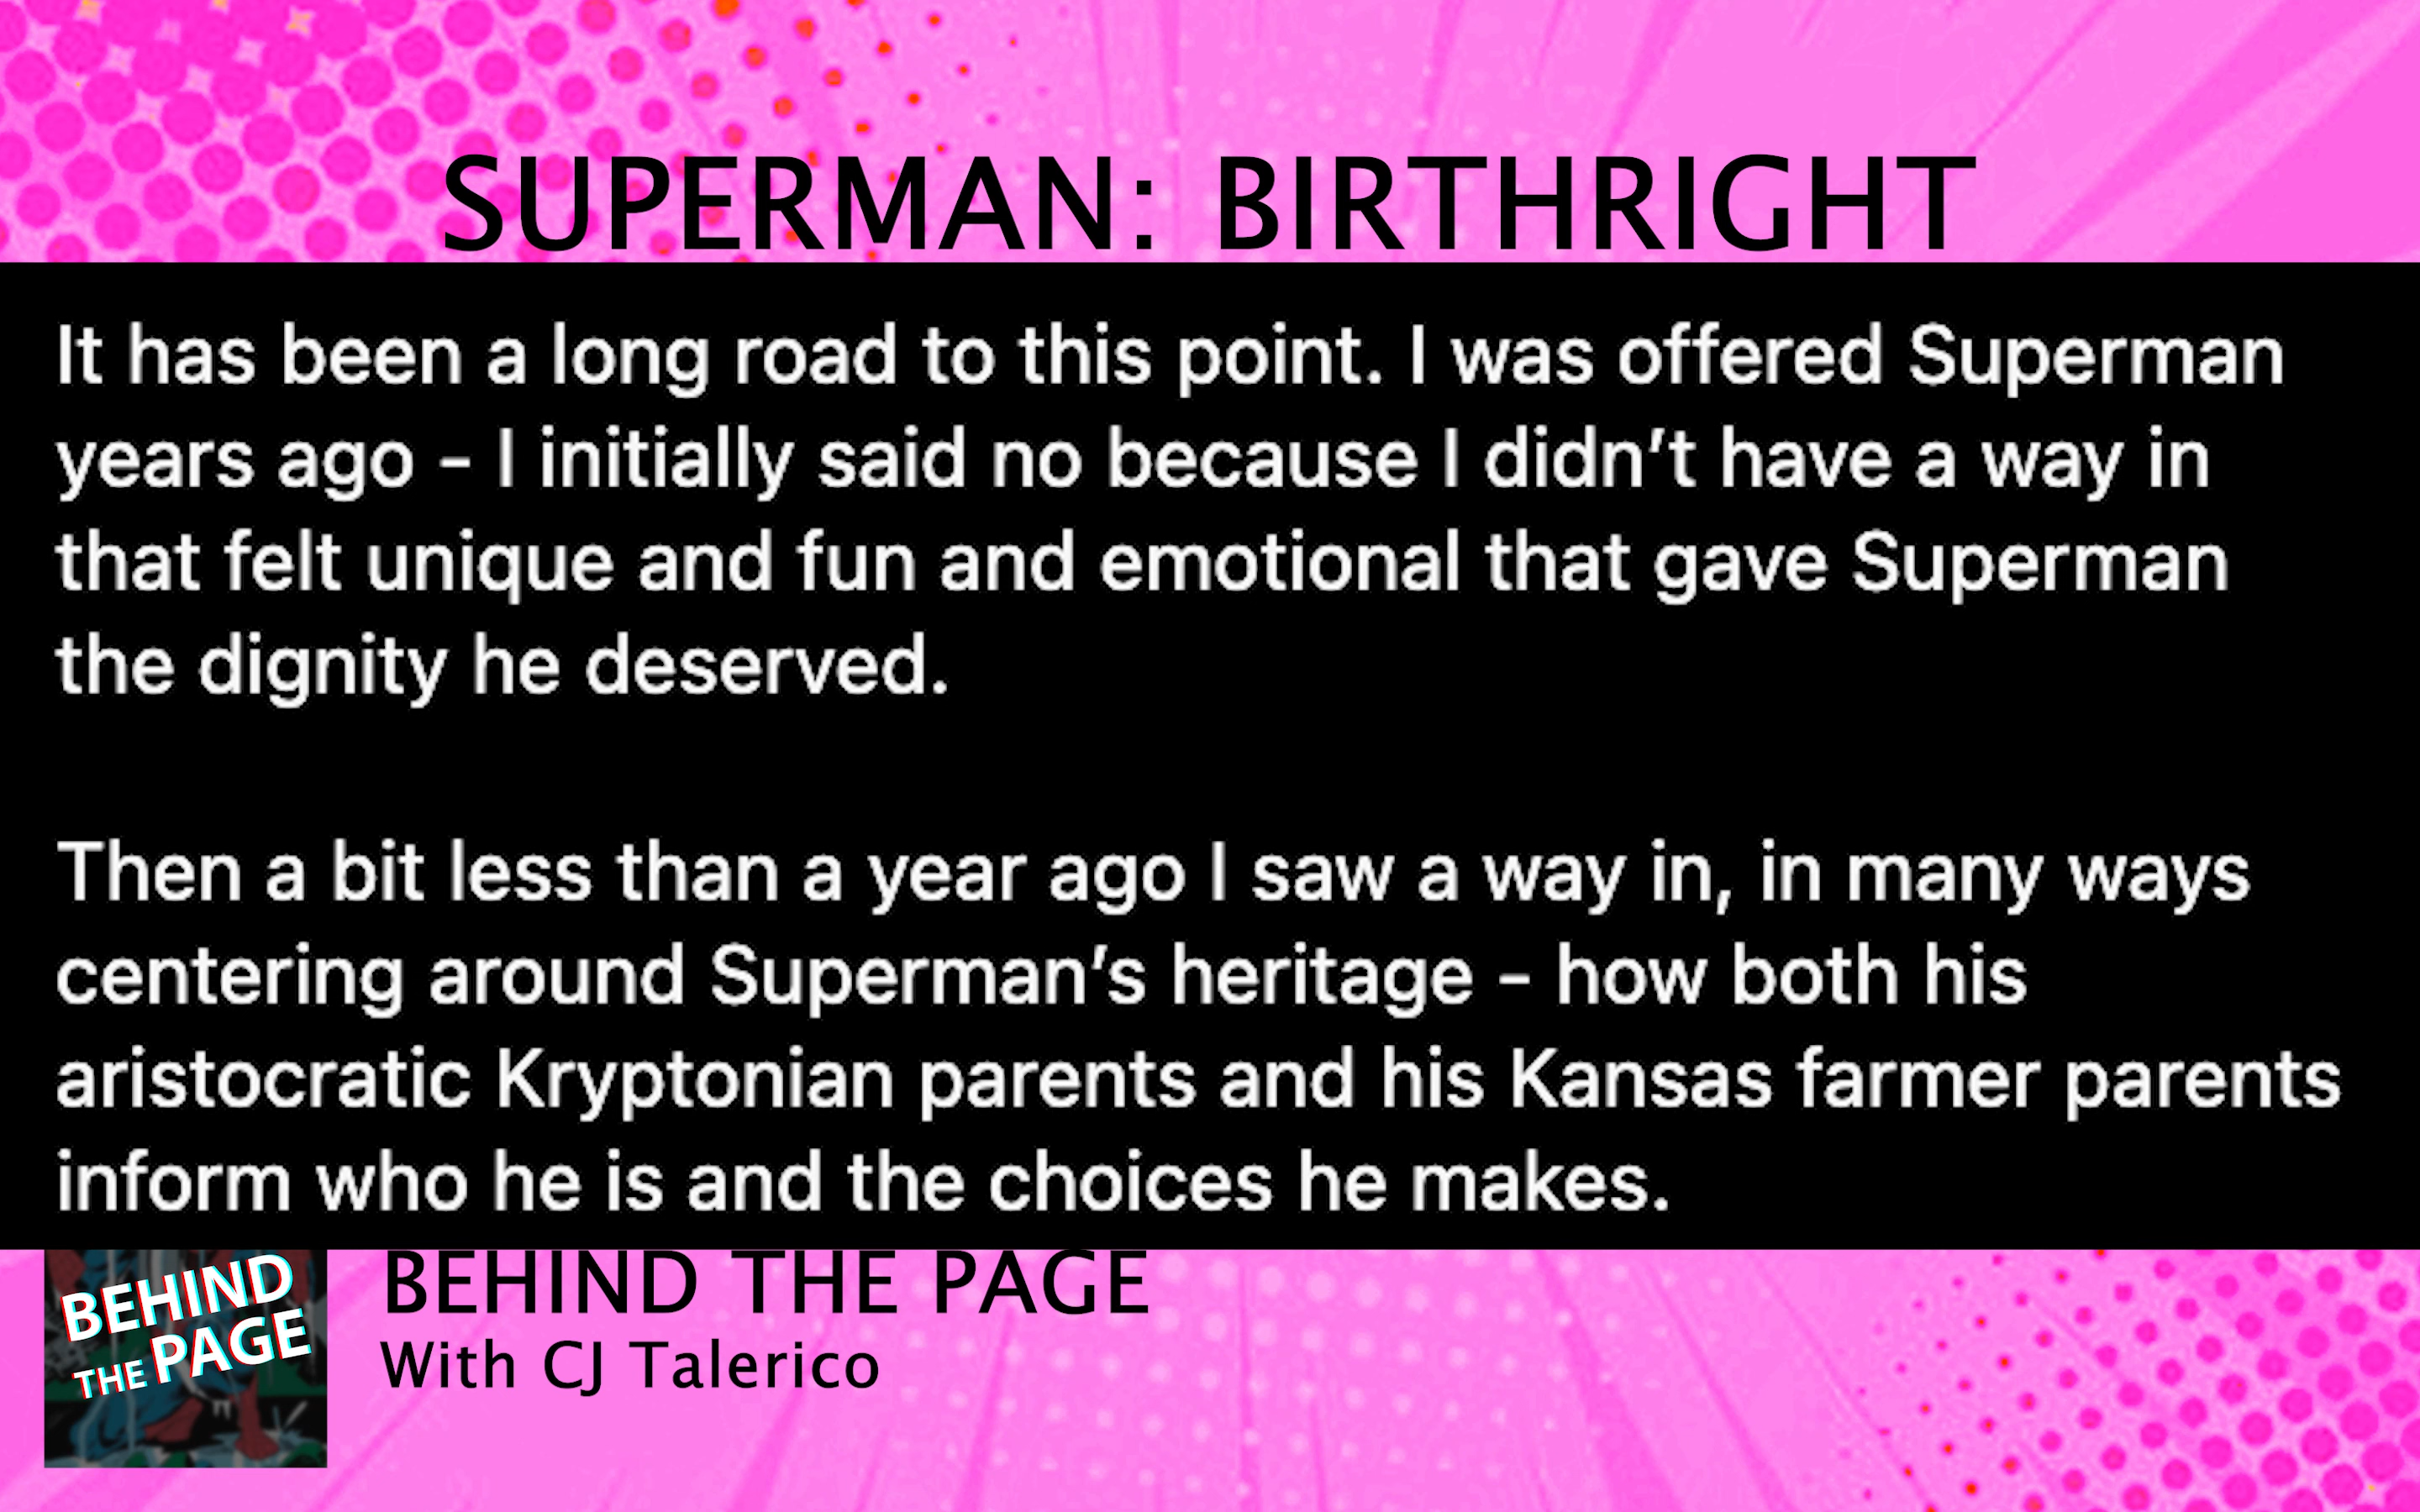 SUPERMAN: BIRTHRIGHT
It has been a long road to this point. I was offered Superman
years ago – I initially said no because I didn’t have a way in
that felt unique and fun and emotional that gave Superman
the dignity he deserved.
Then a bit less than a year ago I saw a way in, in many ways
centering around Superman’s heritage – how both his
aristocratic Kryptonian parents and his Kansas farmer parents
inform who he is and the choices he makes.
BEHIND
THE PAGE
BEHIND THE PAGE
With CJ Talerico